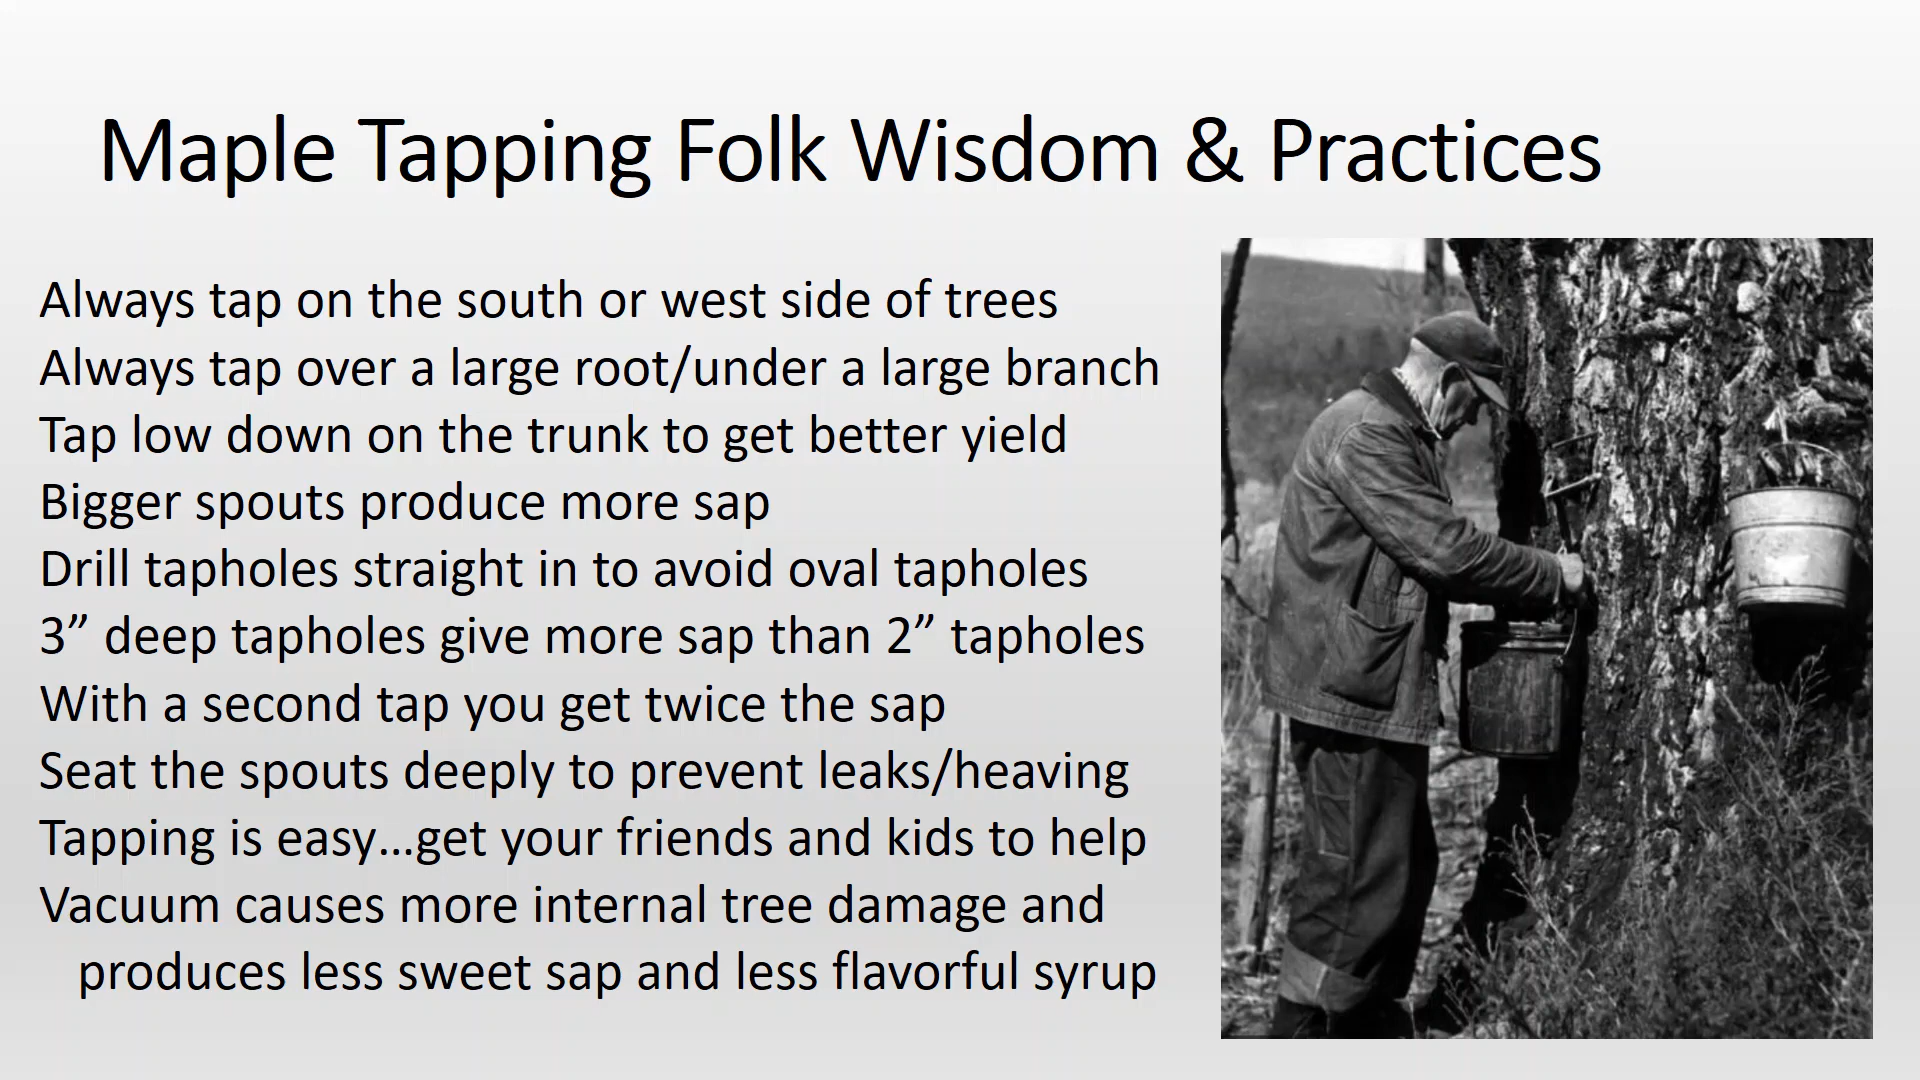 Maple Tapping Folk Wisdom & Practices
Always tap on the south or west side of trees
Always tap over a large root/under a large branch
Tap low down on the trunk to get better yield
Bigger spouts produce more sap
Drill tapholes straight in to avoid oval tapholes
3” deep tapholes give more sap than 2” tapholes
With a second tap you get twice the sap
Seat the spouts deeply to prevent leaks/heaving
Tapping is easy…get your friends and kids to help
Vacuum causes more internal tree damage and
produces less sweet sap and less flavorful syrup